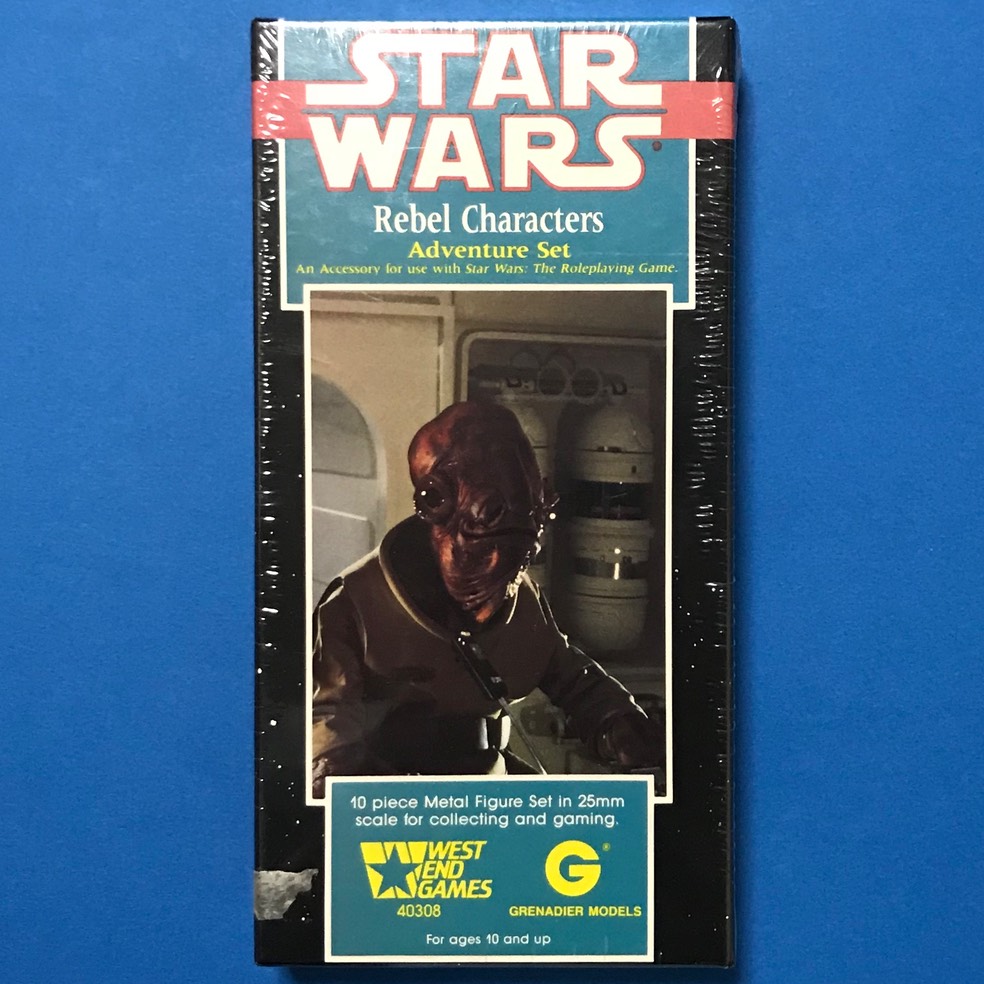 STAR
WARS®
Rebel Characters
Adventure Set
An Accessory for use with Star Wars: The Roleplaying Game.
10 piece Metal Figure Set in 25mm
scale for collecting and gaming.
WEST
END
GAMES
40308
G®
GRENADIER MODELS
For ages 10 and up